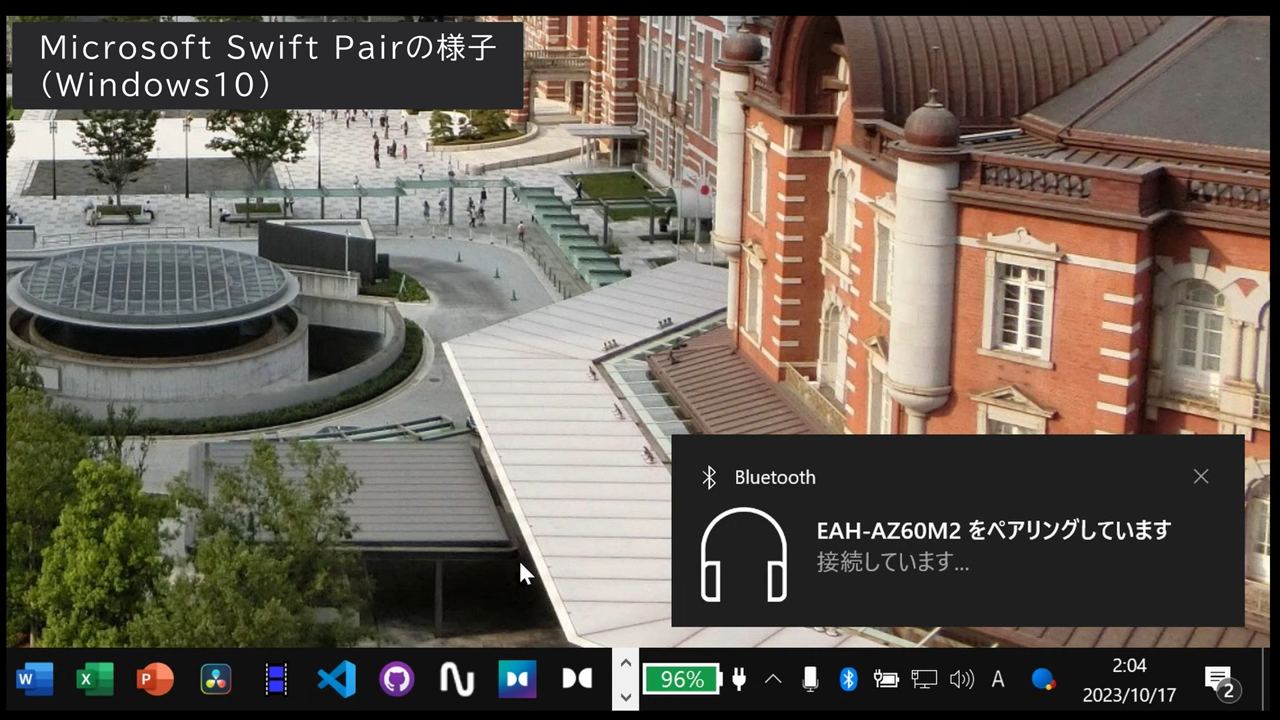 Microsoft Swift Pairの様子
(Windows10)
Bluetooth
EAH-AZ60M2 をペアリングしています
接続しています...
W
X
P
96%
A
2:04
2023/10/17
2